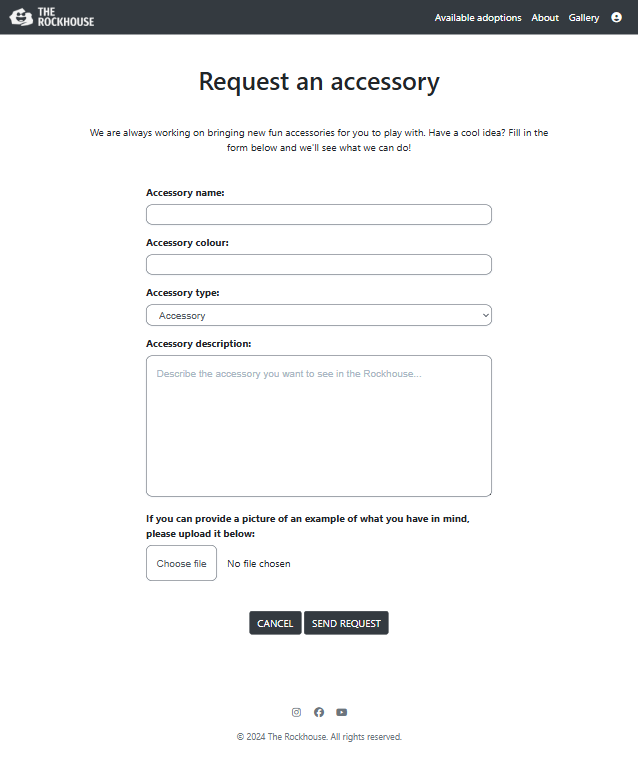 THE
ROCKHOUSE
Available adoptions About Gallery
Request an accessory
We are always working on bringing new fun accessories for you to play with. Have a cool idea? Fill in the
form below and we'll see what we can do!
Accessory name:
Accessory colour:
Accessory type:
Accessory
Accessory description:
Describe the accessory you want to see in the Rockhouse...
If you can provide a picture of an example of what you have in mind,
please upload it below:
Choose file No file chosen
CANCEL SEND REQUEST
© 2024 The Rockhouse. All rights reserved.